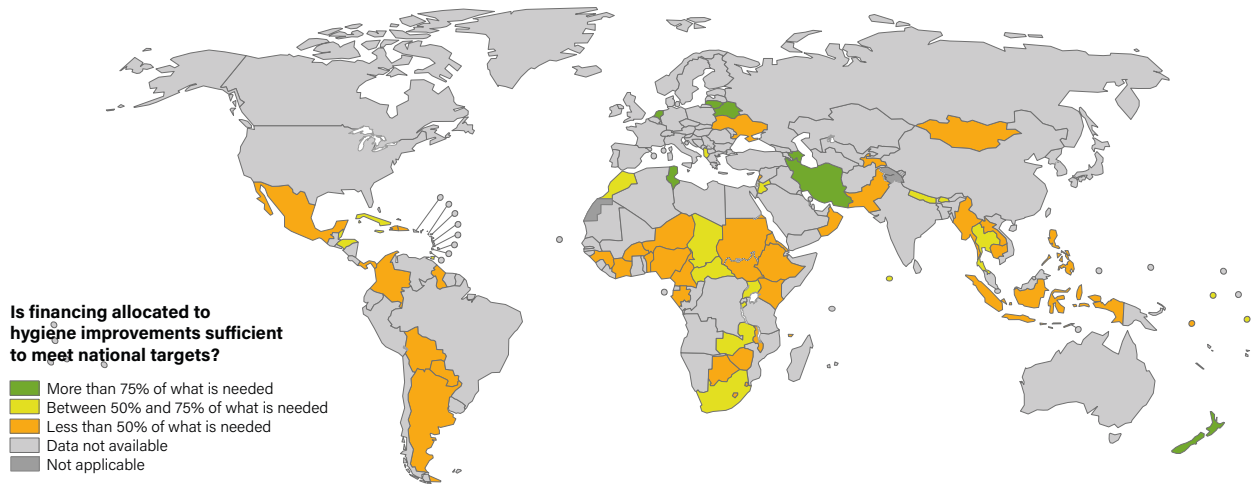 Is financing allocated to
hygiene improvements sufficient
to meet national targets?
More than 75% of what is needed
Between 50% and 75% of what is needed
Less than 50% of what is needed
Data not available
Not applicable